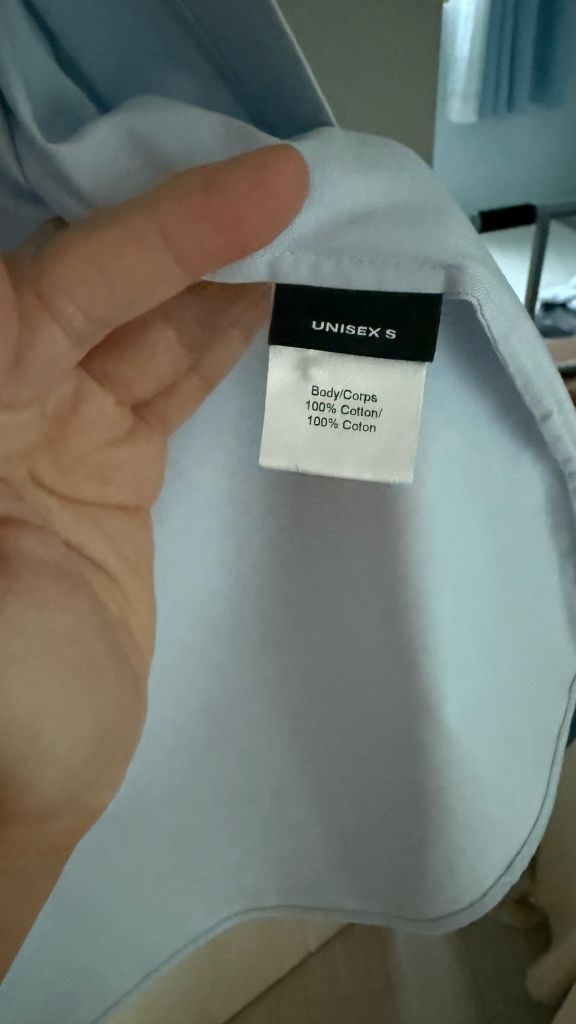 UNISEX S
Body/Corps
100% Cotton/
100% Coton